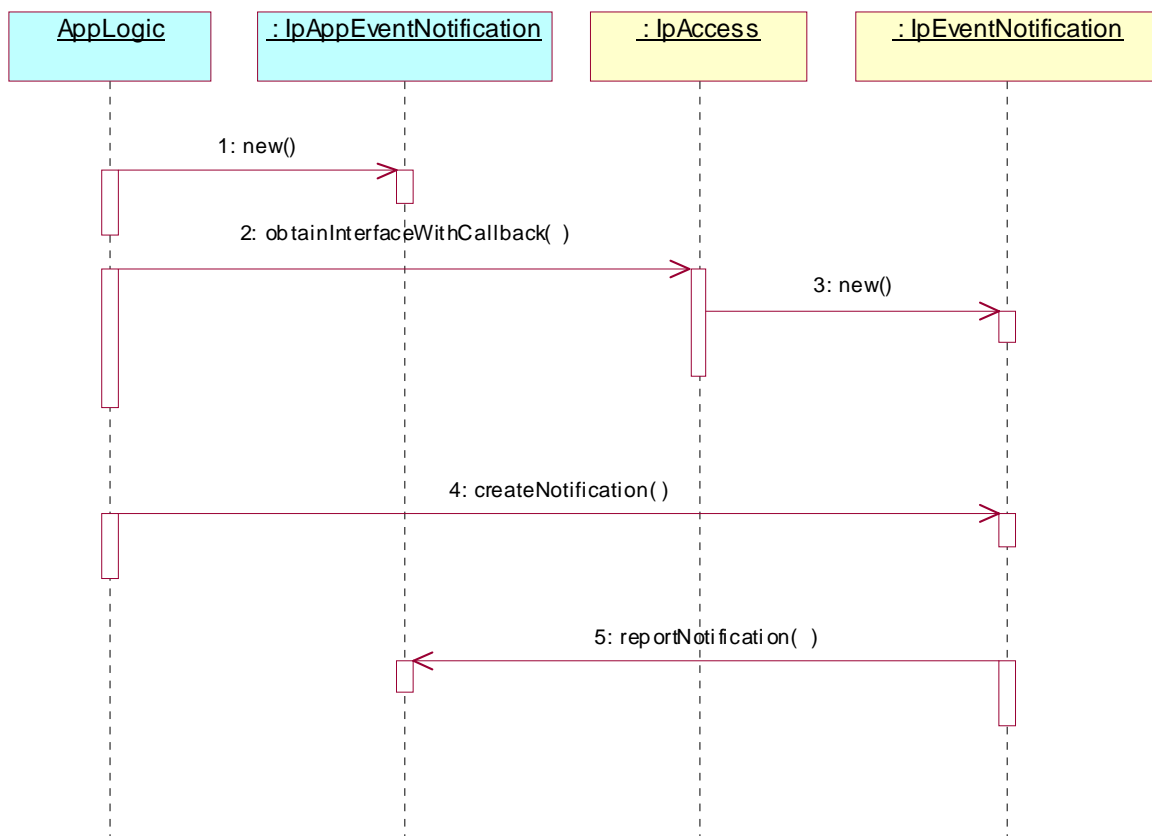 AppLogic
: IpAppEventNotification
: IpAccess
: IpEventNotification
1: new()
2: obtainInterfaceWithCallback( )
3: new()
4: createNotification( )
5: reportNotification( )